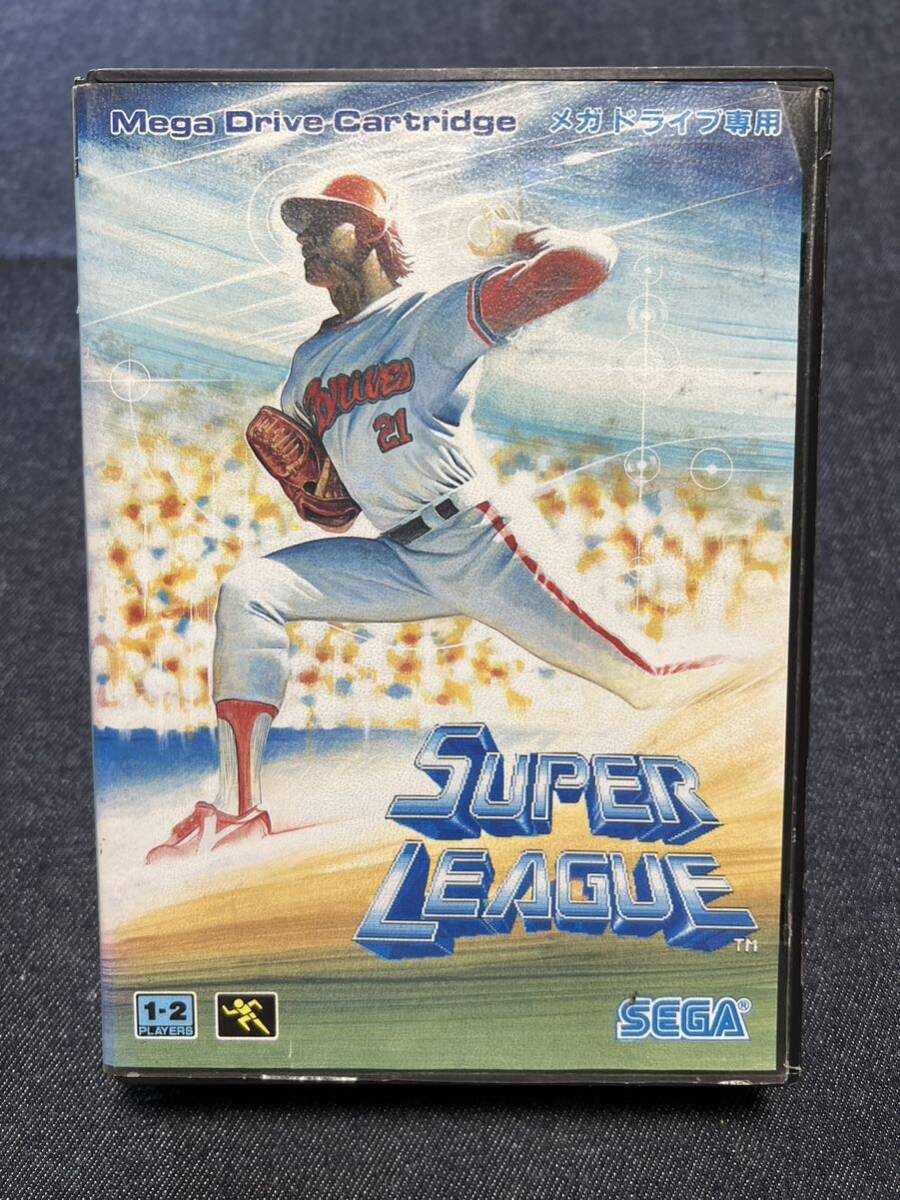 Mega Drive Cartridge メガドライブ専用
Drives
21
SUPER
LEAGUE
TM
1-2
PLAYERS
SEGA®